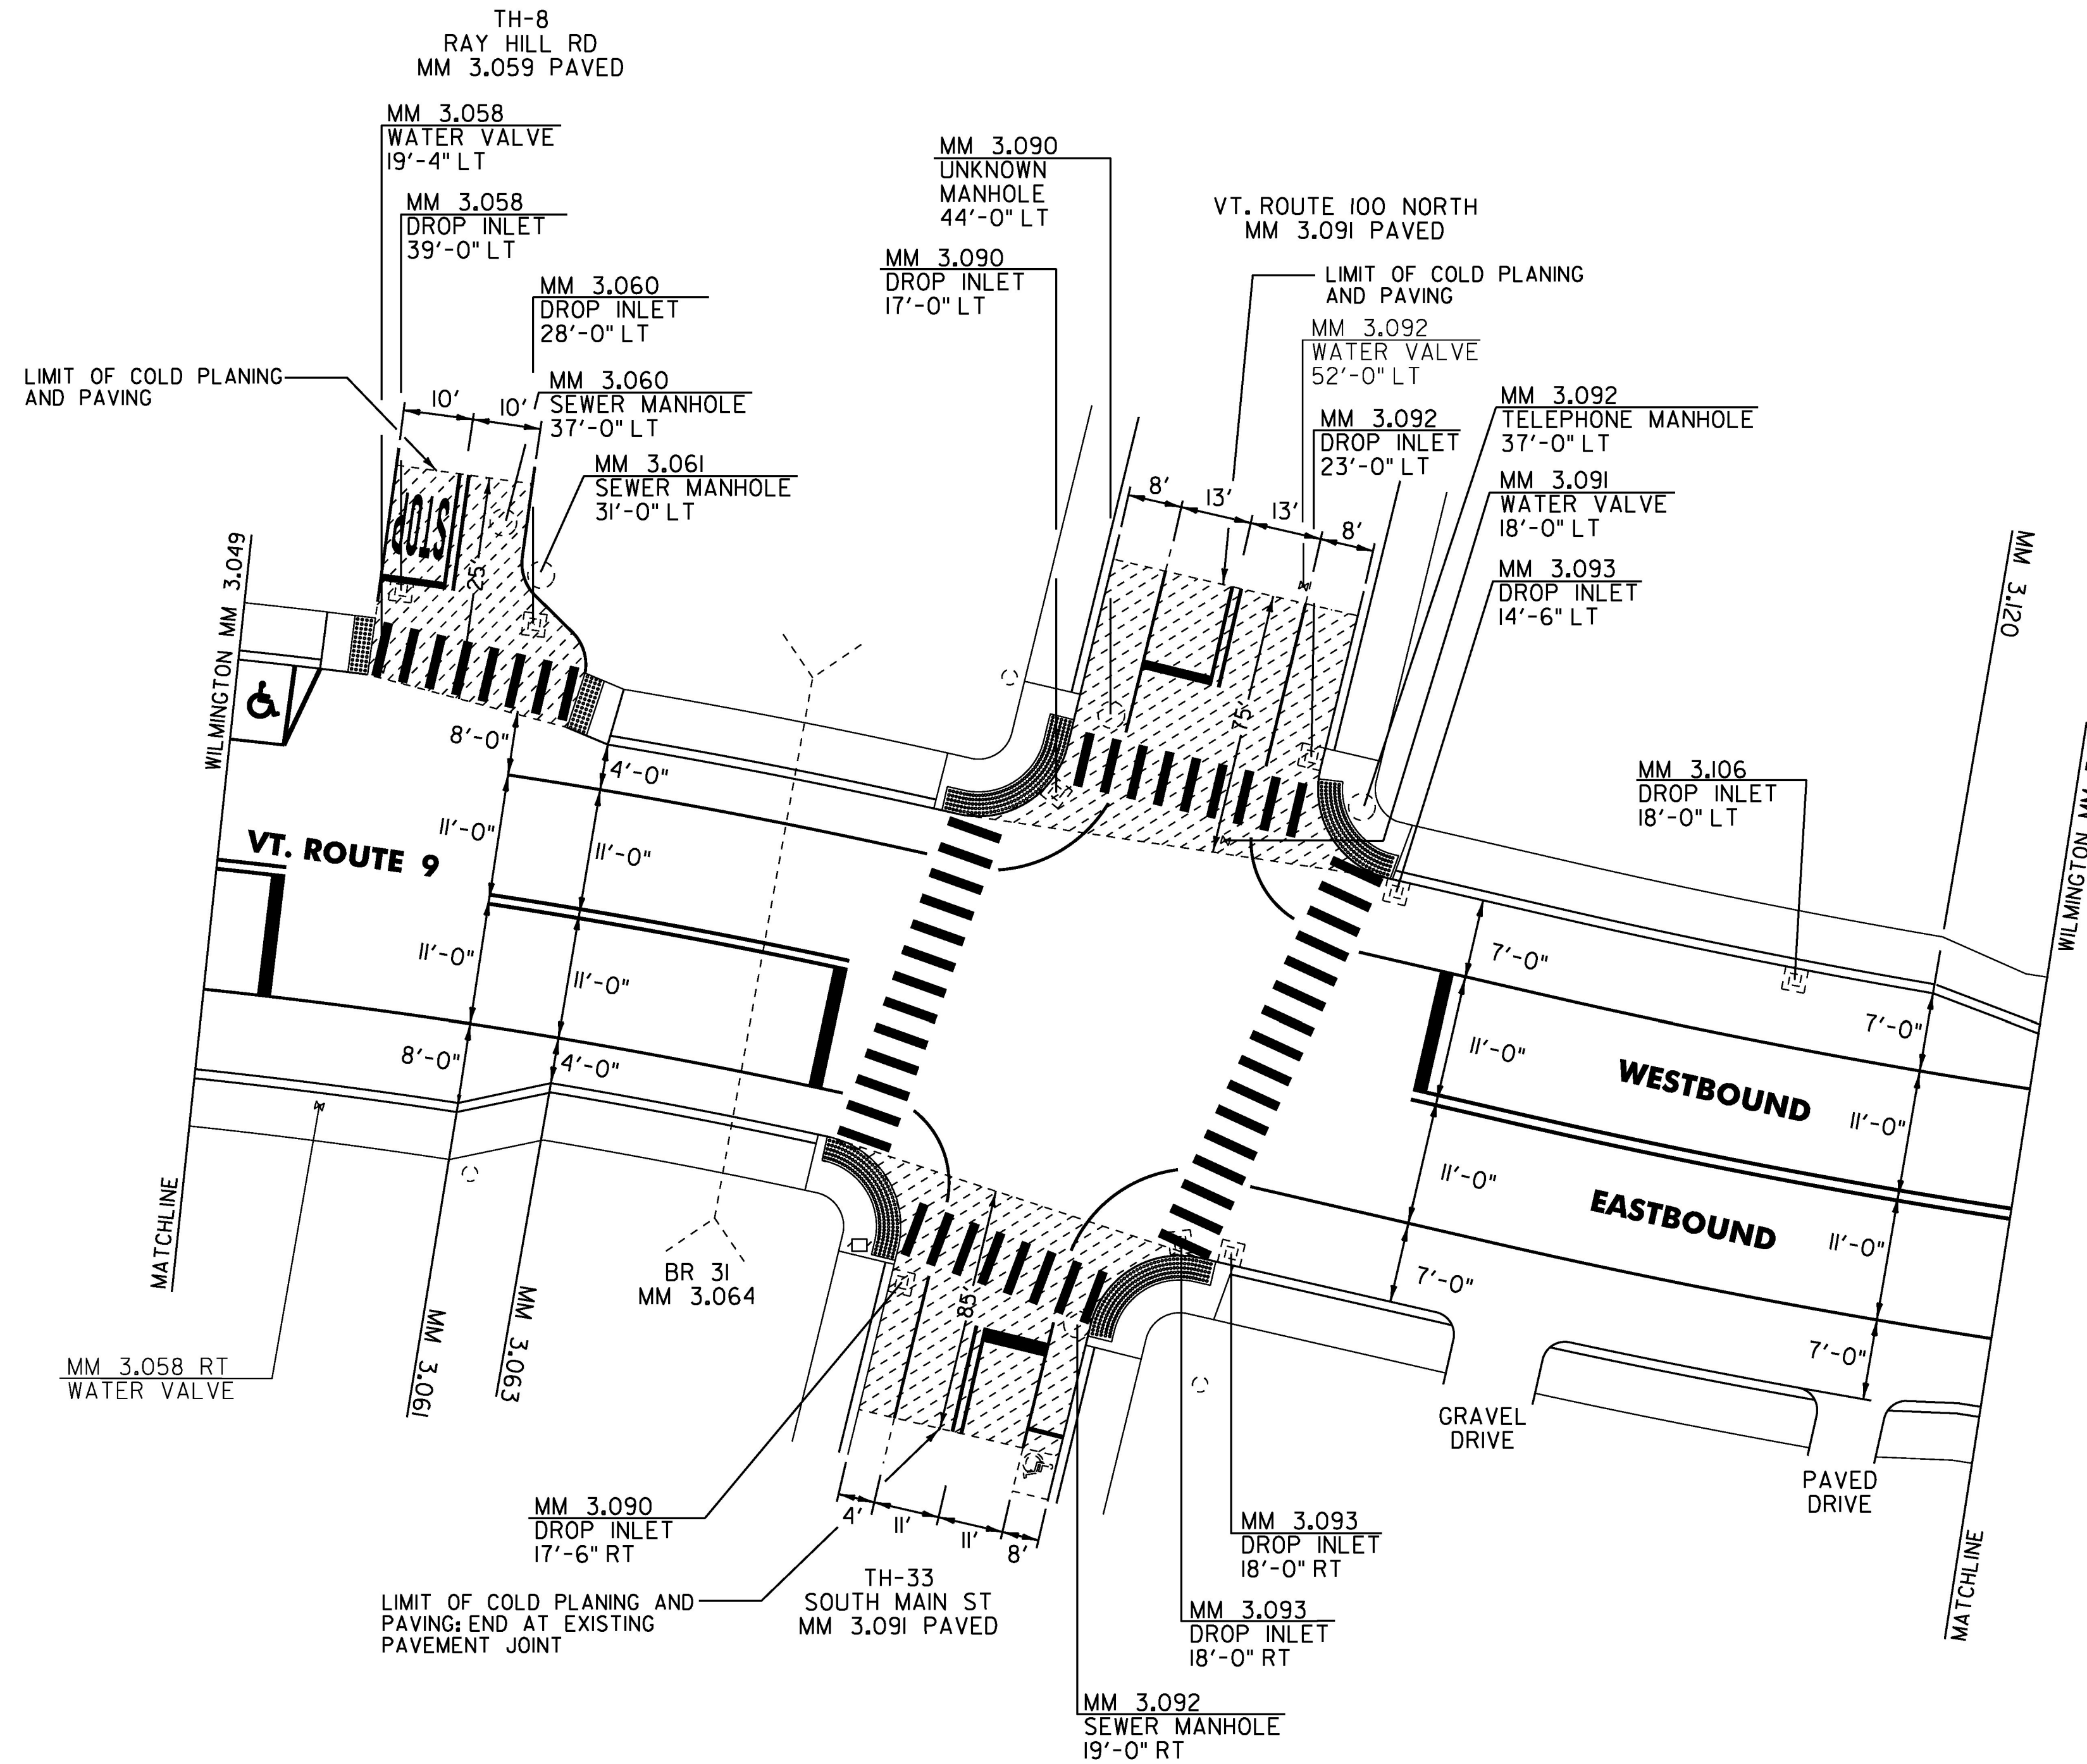 TH-8
RAY HILL RD
MM 3.059 PAVED
MM 3.058
WATER VALVE
19'-4" LT
MM 3.058
DROP INLET
39'-0" LT
MM 3.060
DROP INLET
28'-0" LT
MM 3.060
SEWER MANHOLE
37'-0" LT
MM 3.061
SEWER MANHOLE
31'-0" LT
LIMIT OF COLD PLANING
AND PAVING
10'
10'
STOP
25'
MM 3.090
UNKNOWN
MANHOLE
44'-0" LT
MM 3.090
DROP INLET
17'-0" LT
VT. ROUTE 100 NORTH
MM 3.091 PAVED
LIMIT OF COLD PLANING
AND PAVING
MM 3.092
WATER VALVE
52'-0" LT
MM 3.092
DROP INLET
23'-0" LT
MM 3.092
TELEPHONE MANHOLE
37'-0" LT
MM 3.091
WATER VALVE
18'-0" LT
MM 3.093
DROP INLET
14'-6" LT
8'
13'
13'
8'
75'
MM 3.106
DROP INLET
18'-0" LT
MM 3.120
WILMINGTON MM
WILMINGTON MM 3.049
MATCHLINE
VT. ROUTE 9
8'-0"
4'-0"
11'-0"
11'-0"
11'-0"
11'-0"
8'-0"
4'-0"
7'-0"
11'-0"
11'-0"
7'-0"
7'-0"
11'-0"
11'-0"
7'-0"
WESTBOUND
EASTBOUND
BR 31
MM 3.064
MM 3.061
MM 3.063
MM 3.058 RT
WATER VALVE
85'
4'
11'
11'
8'
MM 3.090
DROP INLET
17'-6" RT
LIMIT OF COLD PLANING AND
PAVING: END AT EXISTING
PAVEMENT JOINT
TH-33
SOUTH MAIN ST
MM 3.091 PAVED
MM 3.093
DROP INLET
18'-0" RT
MM 3.093
DROP INLET
18'-0" RT
MM 3.092
SEWER MANHOLE
19'-0" RT
GRAVEL
DRIVE
PAVED
DRIVE
MATCHLINE